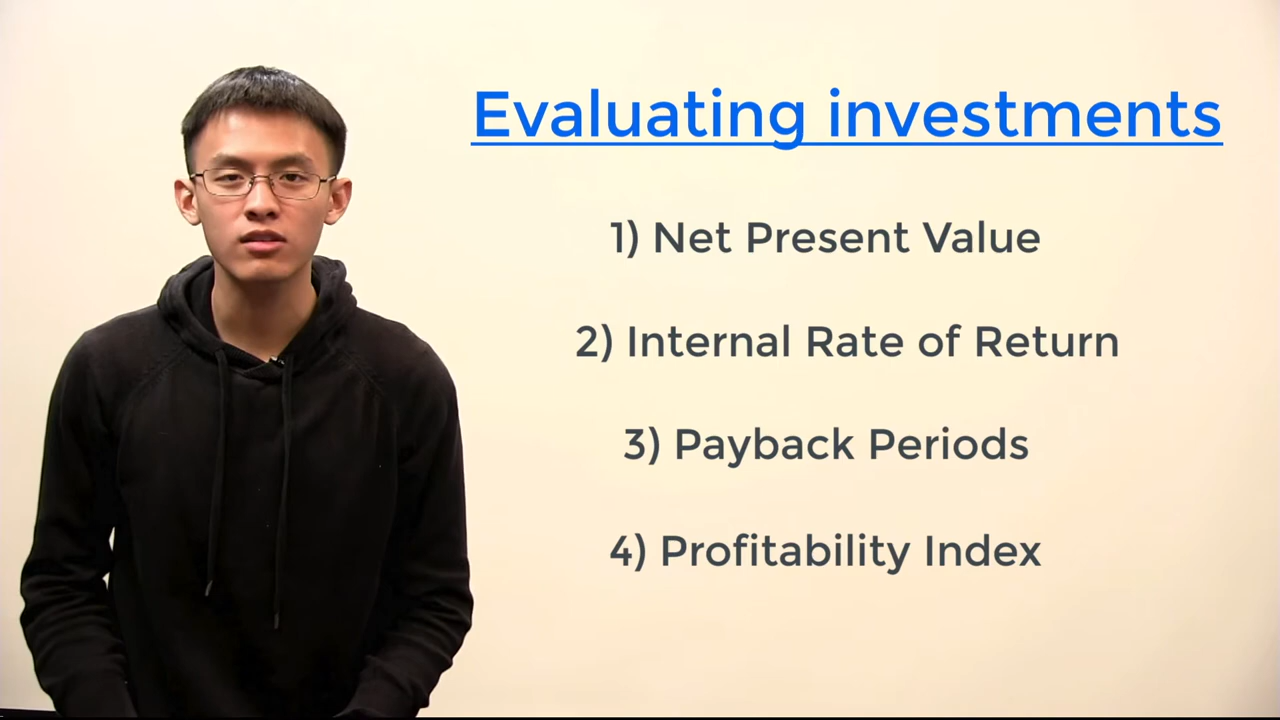 Evaluating investments
1) Net Present Value
2) Internal Rate of Return
3) Payback Periods
4) Profitability Index